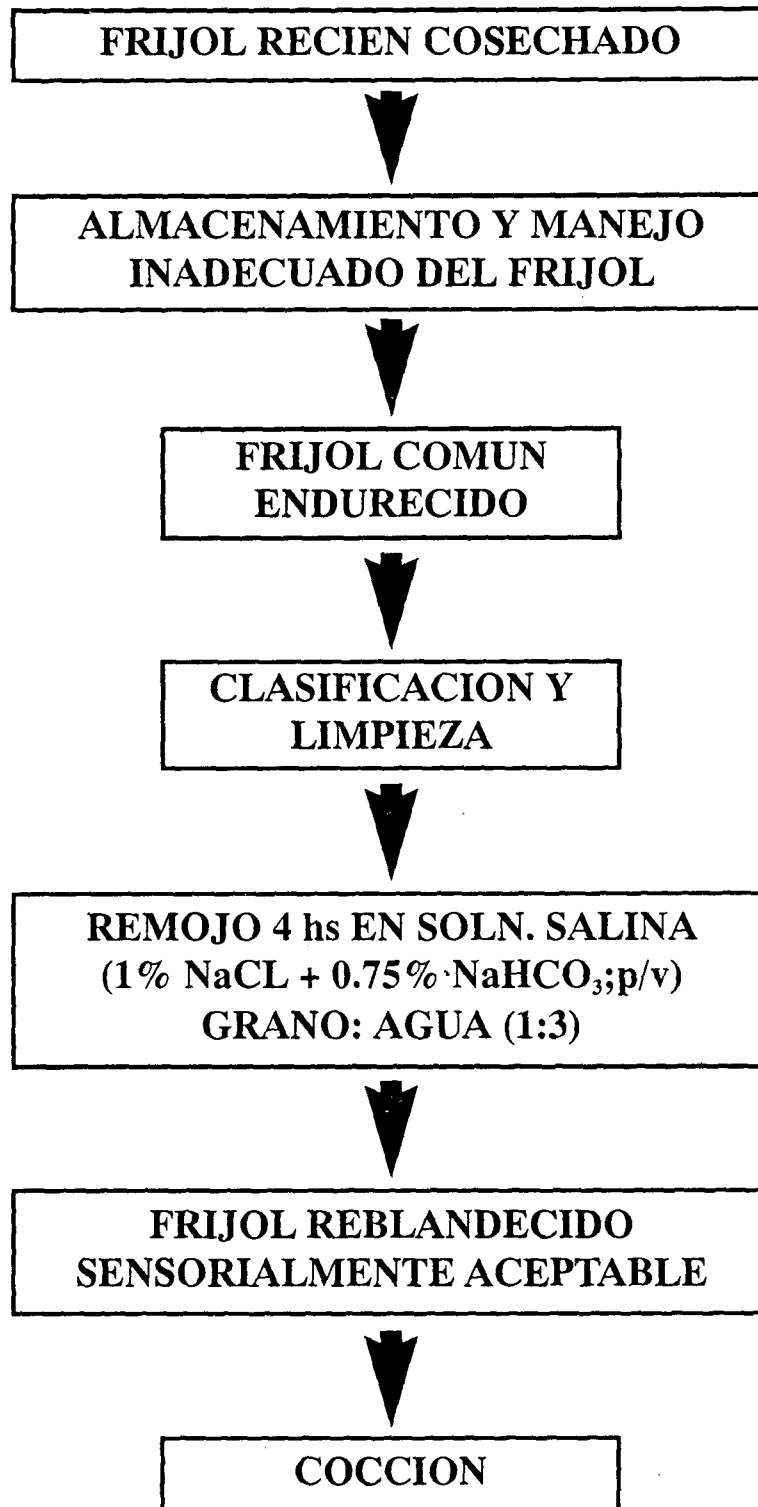 FRIJOL RECIEN COSECHADO
ALMACENAMIENTO Y MANEJO
INADECUADO DEL FRIJOL
FRIJOL COMUN
ENDURECIDO
CLASIFICACION Y
LIMPIEZA
REMOJO 4 hs EN SOLN. SALINA
(1% NaCL + 0.75% NaHCO₃;p/v)
GRANO: AGUA (1:3)
FRIJOL REBLANDECIDO
SENSORIALMENTE ACEPTABLE
COCCION